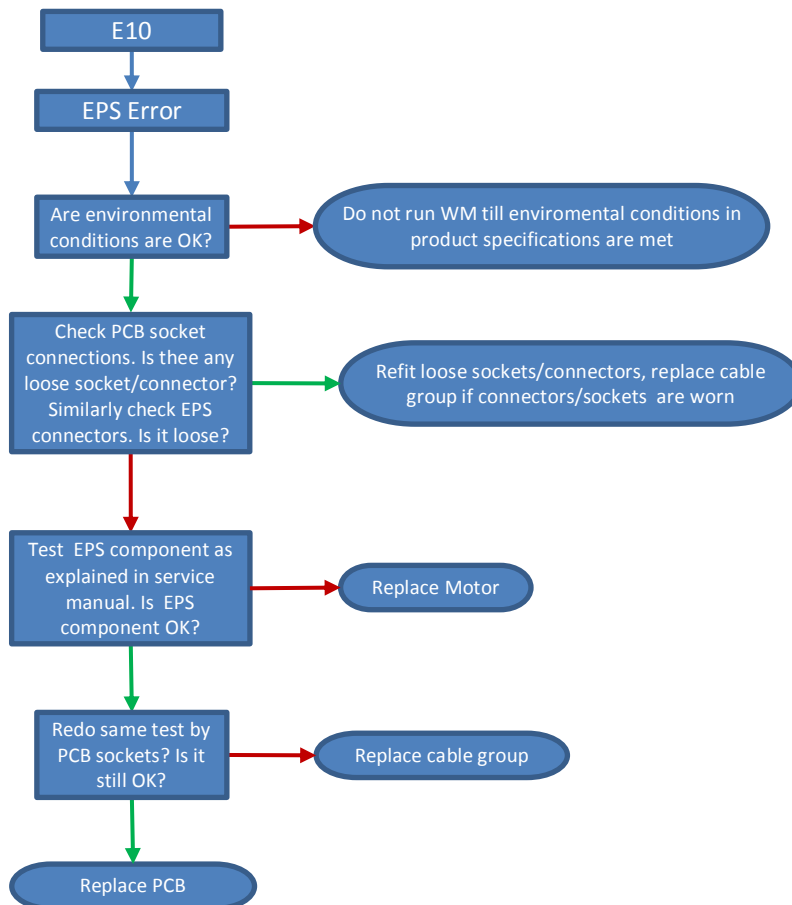 E10
EPS Error
Are environmental
conditions are OK?
Do not run WM till enviromental conditions in
product specifications are met
Check PCB socket
connections. Is thee any
loose socket/connector?
Similarly check EPS
connectors. Is it loose?
Refit loose sockets/connectors, replace cable
group if connectors/sockets are worn
Test EPS component as
explained in service
manual. Is EPS
component OK?
Replace Motor
Redo same test by
PCB sockets? Is it
still OK?
Replace cable group
Replace PCB